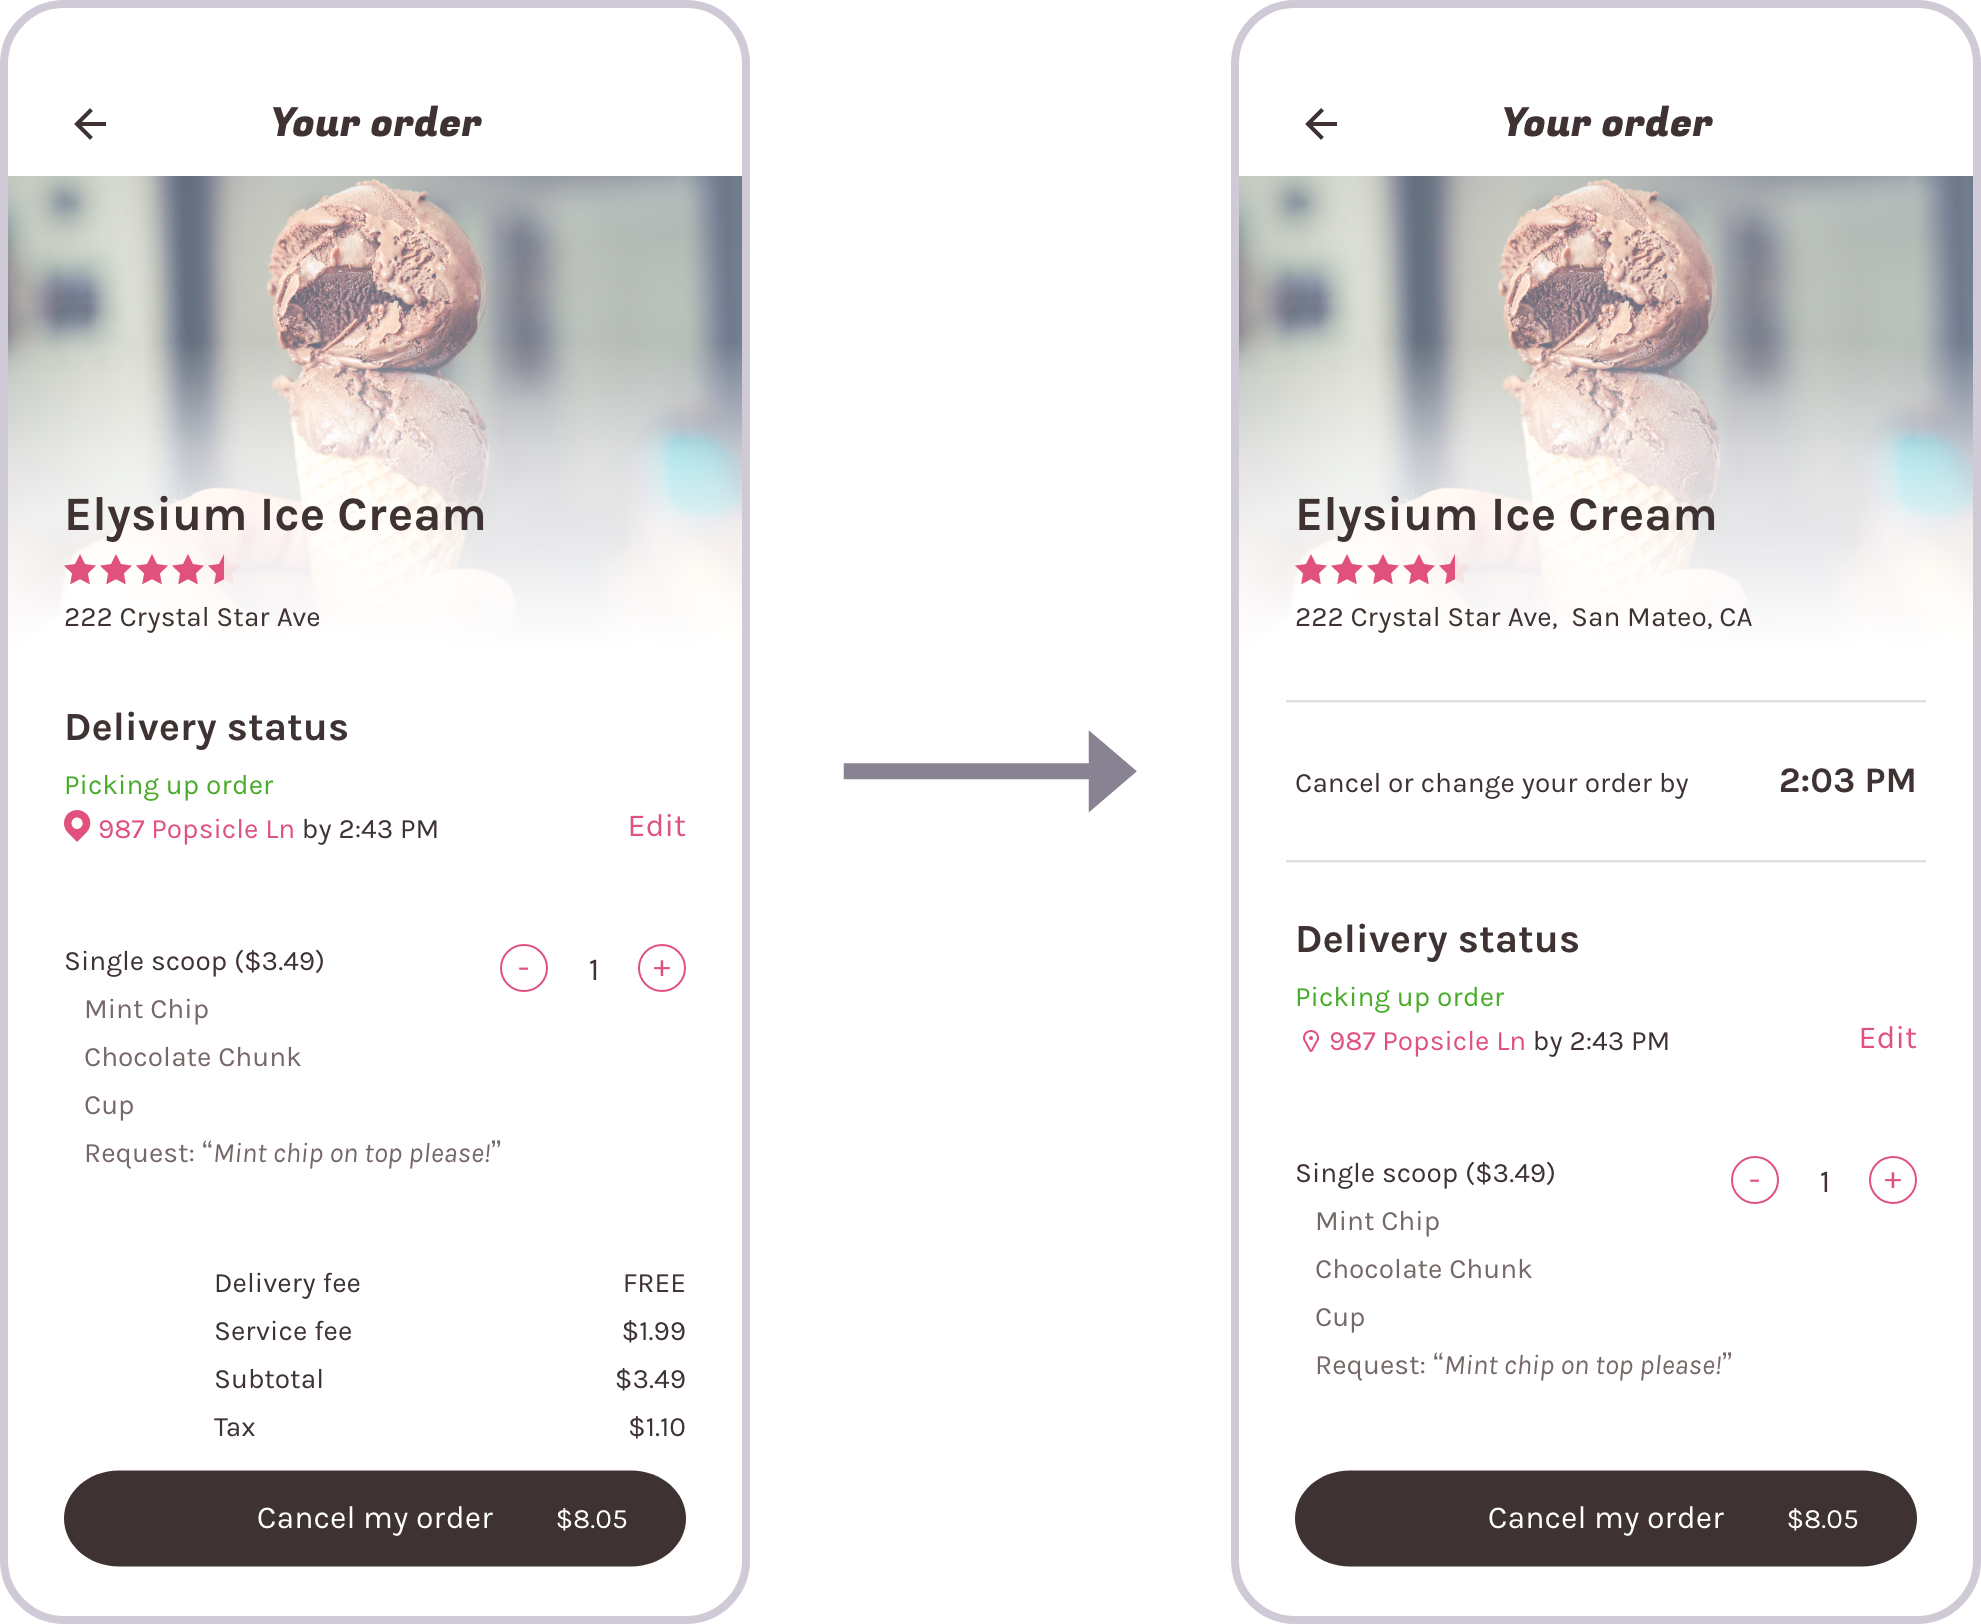 Your order
Elysium Ice Cream
222 Crystal Star Ave
Delivery status
Picking up order
987 Popsicle Ln by 2:43 PM
Edit
Single scoop ($3.49)
- 1 +
Mint Chip
Chocolate Chunk
Cup
Request: “Mint chip on top please!”
Delivery fee FREE
Service fee $1.99
Subtotal $3.49
Tax $1.10
Cancel my order $8.05
Your order
Elysium Ice Cream
222 Crystal Star Ave,  San Mateo, CA
Cancel or change your order by 2:03 PM
Delivery status
Picking up order
987 Popsicle Ln by 2:43 PM
Edit
Single scoop ($3.49)
- 1 +
Mint Chip
Chocolate Chunk
Cup
Request: “Mint chip on top please!”
Cancel my order $8.05